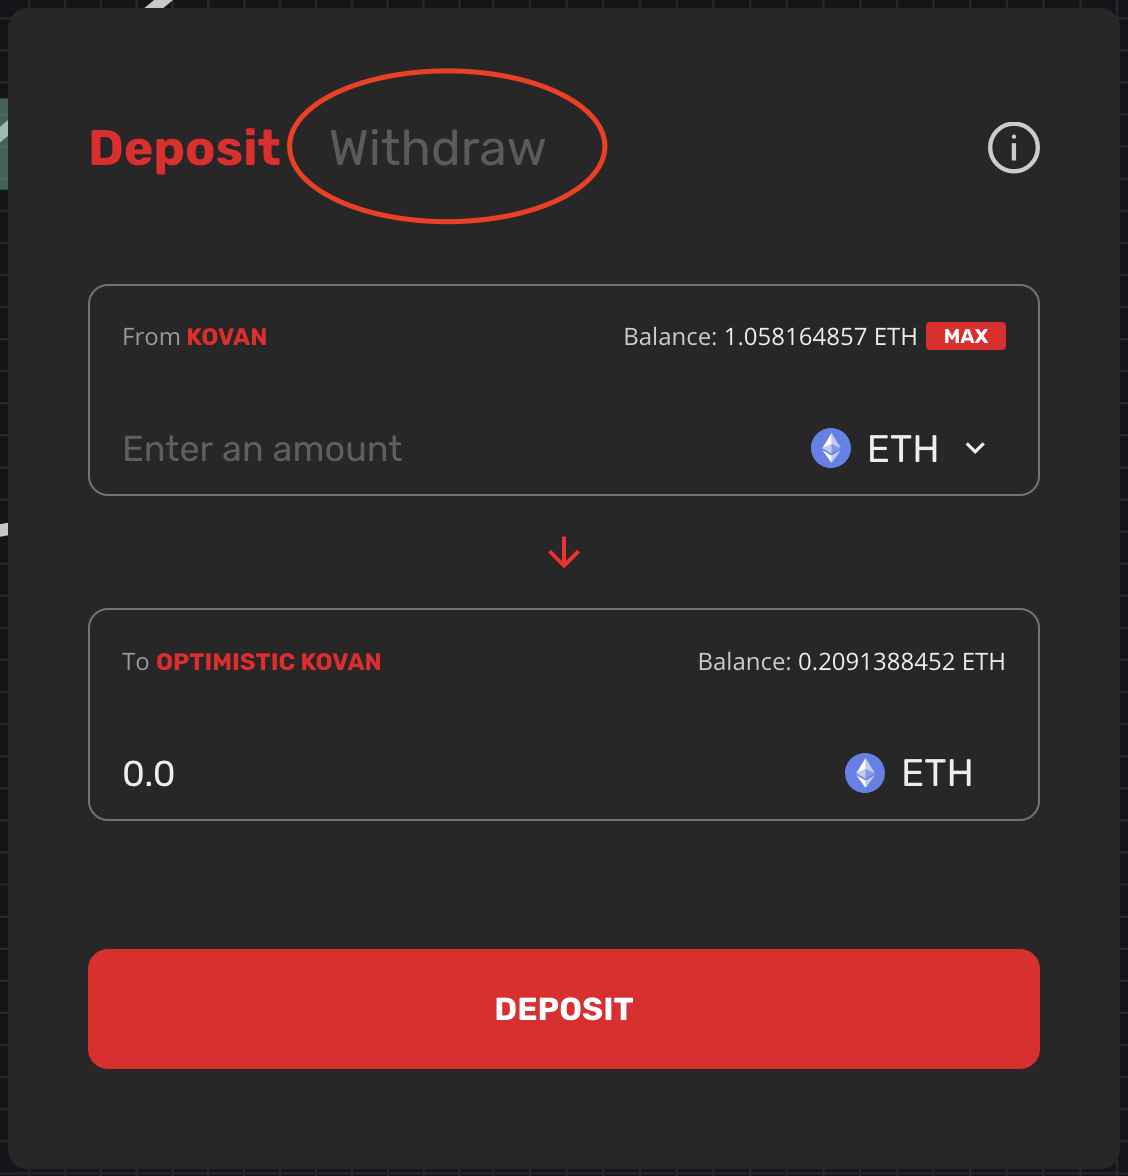 Deposit Withdraw
From KOVAN Balance: 1.058164857 ETH MAX
Enter an amount ETH
To OPTIMISTIC KOVAN Balance: 0.2091388452 ETH
0.0 ETH
DEPOSIT